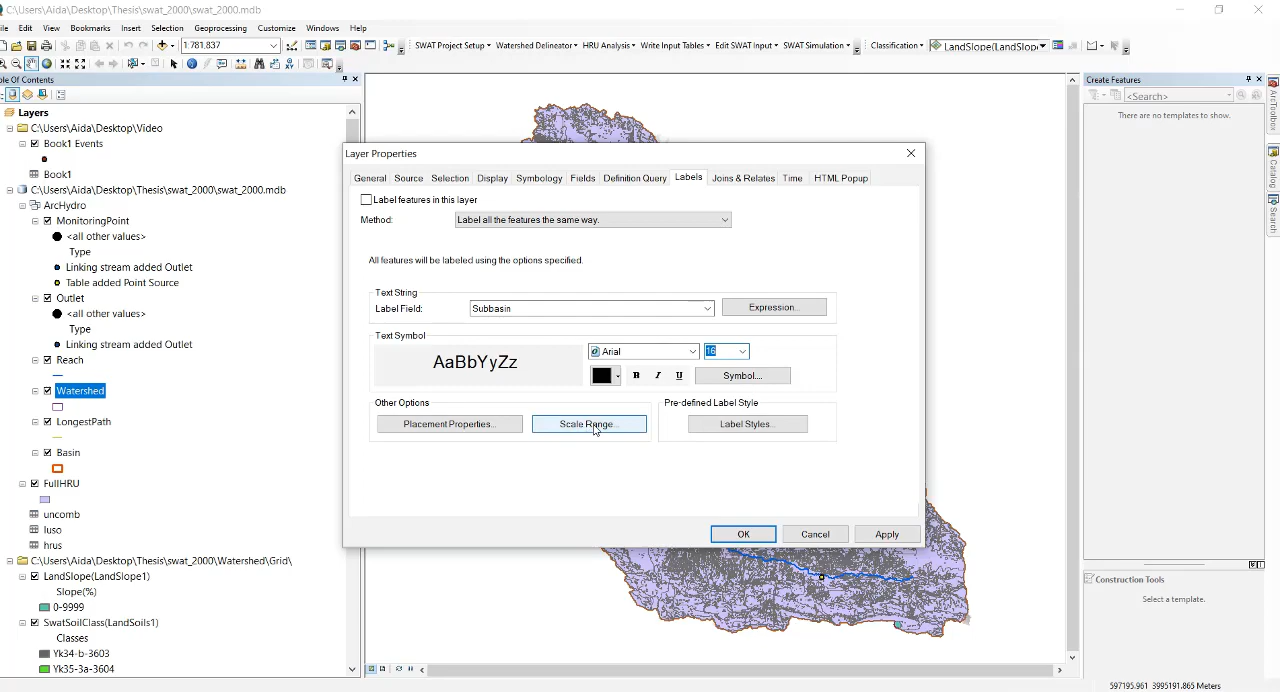 C:\Users\Aida\Desktop\Thesis\swat_2000\swat_2000.mdb
ile Edit View Bookmarks Insert Selection Geoprocessing Customize Windows Help
1:781.837
SWAT Project Setup Watershed Delineator HRU Analysis Write Input Tables Edit SWAT Input SWAT Simulation Classification LandSlope(LandSlop
ble Of Contents
Layers
C:\Users\Aida\Desktop\Video
Book1 Events
Book1
C:\Users\Aida\Desktop\Thesis\swat_2000\swat_2000.mdb
ArcHydro
MonitoringPoint
<all other values>
Type
Linking stream added Outlet
Table added Point Source
Outlet
<all other values>
Type
Linking stream added Outlet
Reach
Watershed
LongestPath
Basin
FullHRU
uncomb
luso
hrus
C:\Users\Aida\Desktop\Thesis\swat_2000\Watershed\Grid\
LandSlope(LandSlope1)
Slope(%)
0-9999
SwatSoilClass(LandSoils1)
Classes
Yk34-b-3603
Yk35-3a-3604
Layer Properties
General Source Selection Display Symbology Fields Definition Query Labels Joins & Relates Time HTML Popup
Label features in this layer
Method: Label all the features the same way.
All features will be labeled using the options specified.
Text String
Label Field: Subbasin Expression...
Text Symbol
AaBbYyZz
Arial 16
B I U Symbol...
Other Options
Placement Properties... Scale Range...
Pre-defined Label Style
Label Styles...
OK Cancel Apply
Create Features
<Search>
There are no templates to show.
Construction Tools
Select a template.
ArcToolbox
Catalog
Search
597195.961 3995191.865 Meters